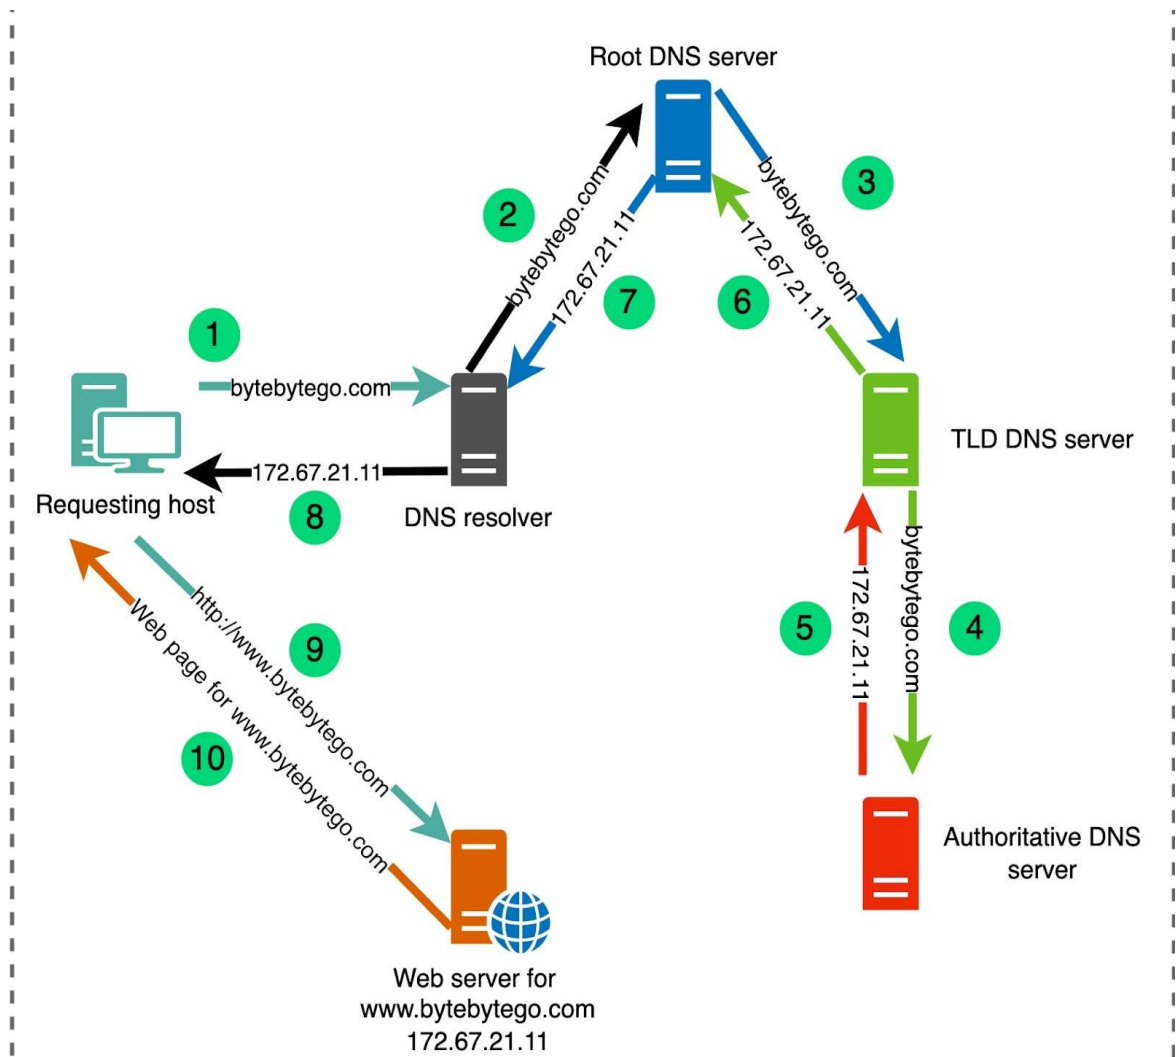 Root DNS server
2
bytebytego.com
bytebytego.com
3
172.67.21.11
7
6
172.67.21.11
1
bytebytego.com
TLD DNS server
172.67.21.11
Requesting host
8
DNS resolver
http://www.bytebytego.com
9
Web page for www.bytebytego.com
10
5
172.67.21.11
bytebytego.com
4
Authoritative DNS
server
Web server for
www.bytebytego.com
172.67.21.11